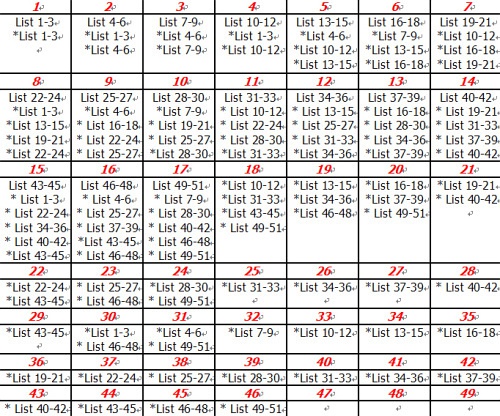 1 2 3 4 5 6 7
List 1-3 List 4-6 List 7-9 List 10-12 List 13-15 List 16-18 List 19-21
*List 1-3 *List 1-3 *List 4-6 *List 1-3 *List 4-6 *List 7-9 *List 10-12
*List 4-6 *List 7-9 *List 10-12 *List 10-12 *List 13-15 *List 16-18
*List 13-15 *List 16-18 *List 19-21
8 9 10 11 12 13 14
List 22-24 List 25-27 List 28-30 List 31-33 List 34-36 List 37-39 List 40-42
*List 1-3 *List 4-6 *List 7-9 * List 10-12 * List 13-15 * List 16-18 * List 19-21
*List 13-15 * List 16-18 * List 19-21 * List 22-24 * List 25-27 * List 28-30 * List 31-33
*List 19-21 * List 22-24 * List 25-27 * List 28-30 * List 31-33 * List 34-36 * List 37-39
*List 22-24 * List 25-27 *List 28-30 *List 31-33 * List 34-36 *List 37-39 * List 40-42
15 16 17 18 19 20 21
List 43-45 List 46-48 List 49-51 *List 10-12 *List 13-15 *List 16-18 *List 19-21
* List 1-3 * List 4-6 * List 7-9 *List 31-33 * List 34-36 * List 37-39 * List 40-42
* List 22-24 * List 25-27 * List 28-30 *List 43-45 *List 46-48 * List 49-51
* List 34-36 * List 37-39 * List 40-42 * List 49-51
* List 40-42 *List 43-45 * List 46-48
* List 43-45 * List 46-48 * List 49-51
22 23 24 25 26 27 28
*List 22-24 * List 25-27 *List 28-30 *List 31-33 *List 34-36 *List 37-39 * List 40-42
*List 43-45 * List 46-48 * List 49-51
29 30 31 32 33 34 35
*List 43-45 * List 1-3 *List 4-6 * List 7-9 *List 10-12 *List 13-15 *List 16-18
* List 46-48 * List 49-51
36 37 38 39 40 41 42
*List 19-21 *List 22-24 *List 25-27 *List 28-30 *List 31-33 *List 34-36 *List 37-39
43 44 45 46 47 48 49
* List 40-42 *List 43-45 *List 46-48 * List 49-51